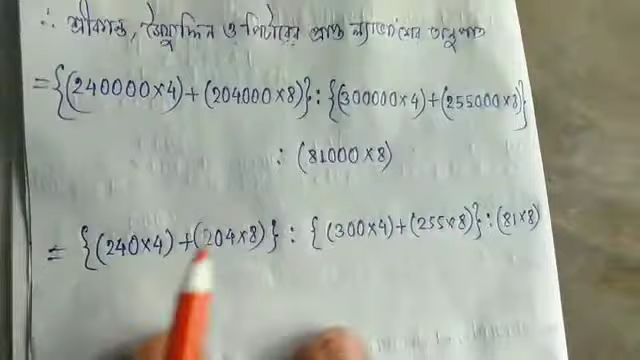 ∴ শ্রীকান্ত, সৈফুদ্দিন ও পিটারের প্রাপ্ত লভ্যাংশের অনুপাত
= {(240000×4)+(204000×8)} : {(300000×4)+(255000×8)}
: (81000×8)
= {(240×4)+(204×8)} : {(300×4)+(255×8)} : (81×8)